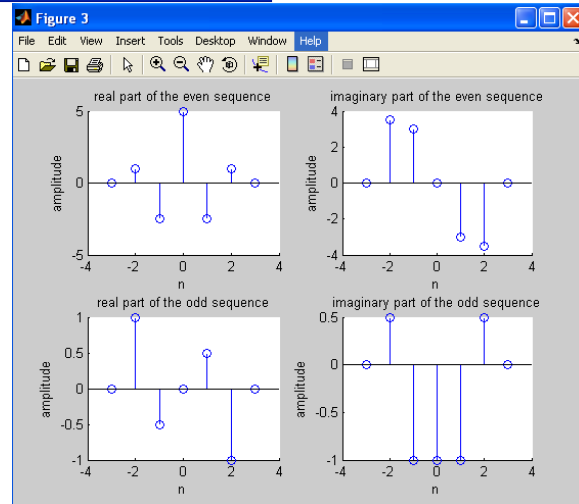 Figure 3
File Edit View Insert Tools Desktop Window Help
real part of the even sequence
5
0
-5
-4 -2 0 2 4
amplitude
n
imaginary part of the even sequence
4
2
0
-2
-4
-4 -2 0 2 4
amplitude
n
real part of the odd sequence
1
0.5
0
-0.5
-1
-4 -2 0 2 4
amplitude
n
imaginary part of the odd sequence
0.5
0
-0.5
-1
-4 -2 0 2 4
amplitude
n